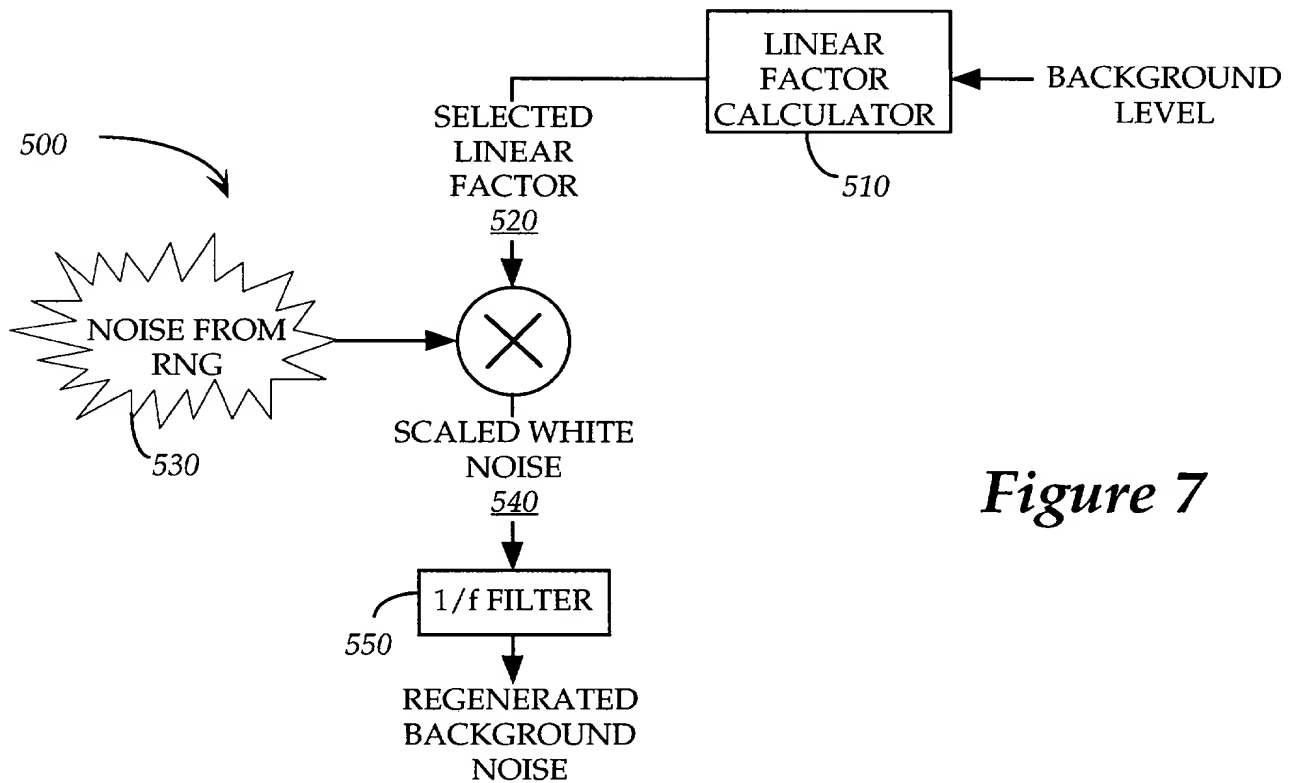 LINEAR
FACTOR
CALCULATOR
BACKGROUND
LEVEL
510
SELECTED
LINEAR
FACTOR
520
500
NOISE FROM
RNG
530
SCALED WHITE
NOISE
540
1/f FILTER
550
REGENERATED
BACKGROUND
NOISE
Figure 7